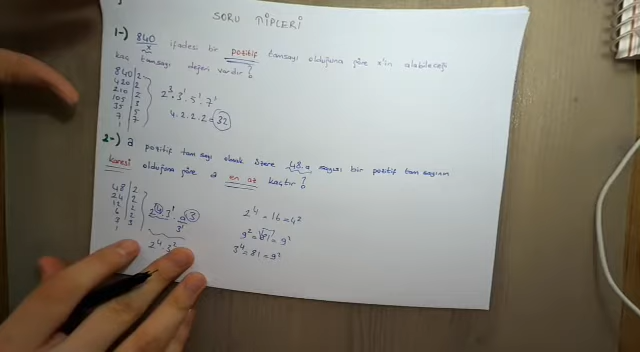 SORU TİPLERİ
1-) 840/x ifadesi bir pozitif tamsayı olduğuna göre x'in alabileceği
kaç tamsayı değeri vardır?
840 | 2
420 | 2
210 | 2
105 | 3
35 | 5
7 | 7
1
2³.3¹.5¹.7¹
4.2.2.2=32
2-) a pozitif tam sayı olmak üzere 48.a sayısı bir pozitif tam sayının
karesi olduğuna göre a en az kaçtır?
48 | 2
24 | 2
12 | 2
6 | 2
3 | 3
1
2⁴.3¹.a 3
3¹
2⁴.3²
2⁴=16=4²
9²=81=9²
3⁴=81=9²